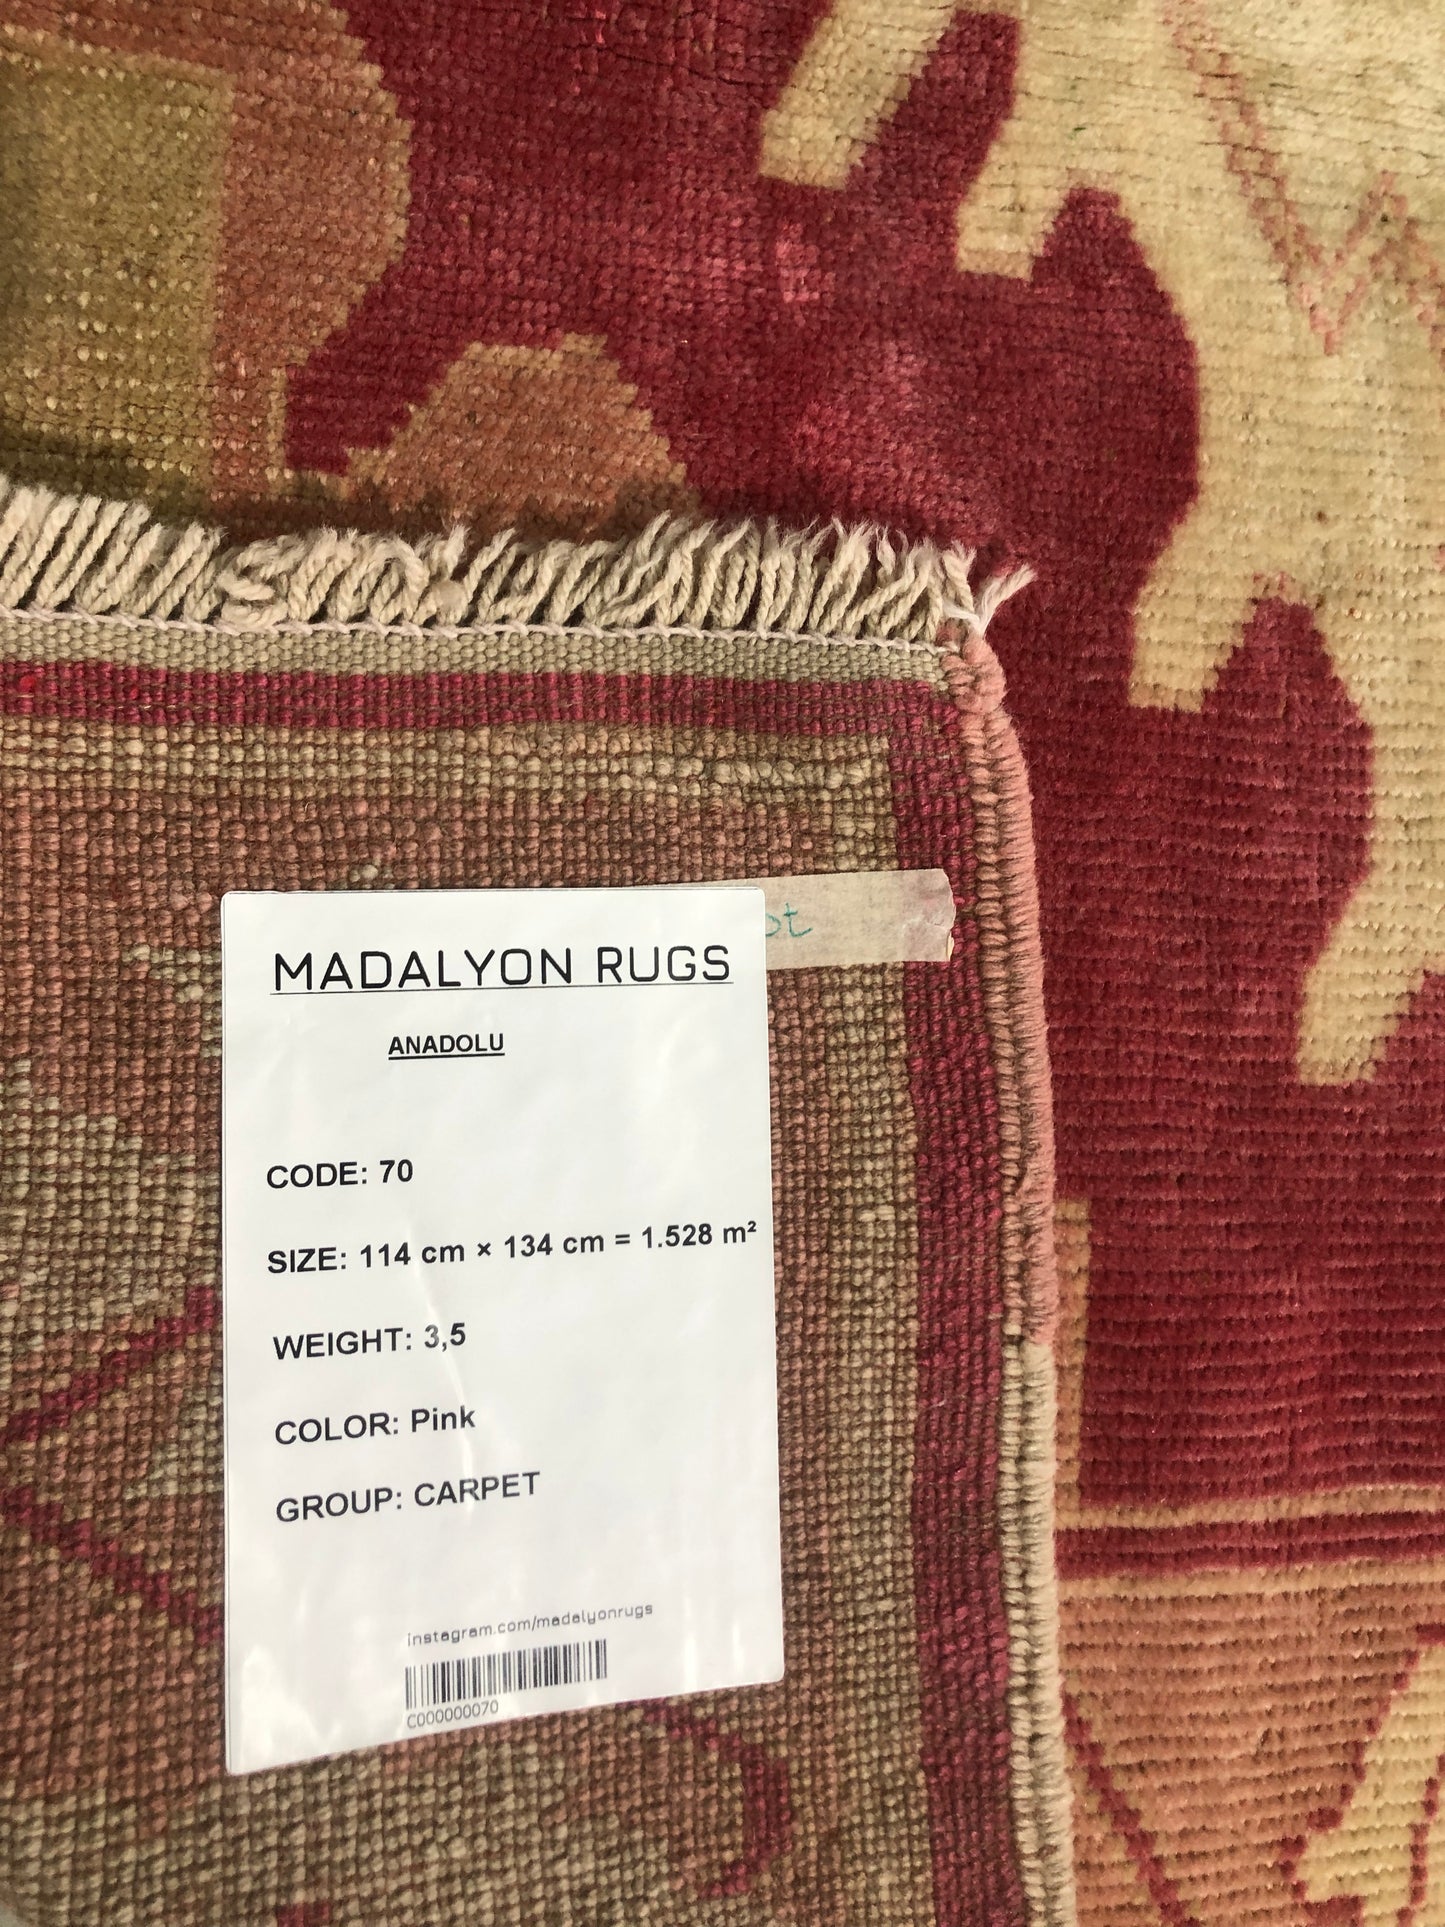 MADALYON RUGS
ANADOLU
CODE: 70
SIZE: 114 cm × 134 cm = 1.528 m²
WEIGHT: 3,5
COLOR: Pink
GROUP: CARPET
instagram.com/madalyonrugs
C000000070